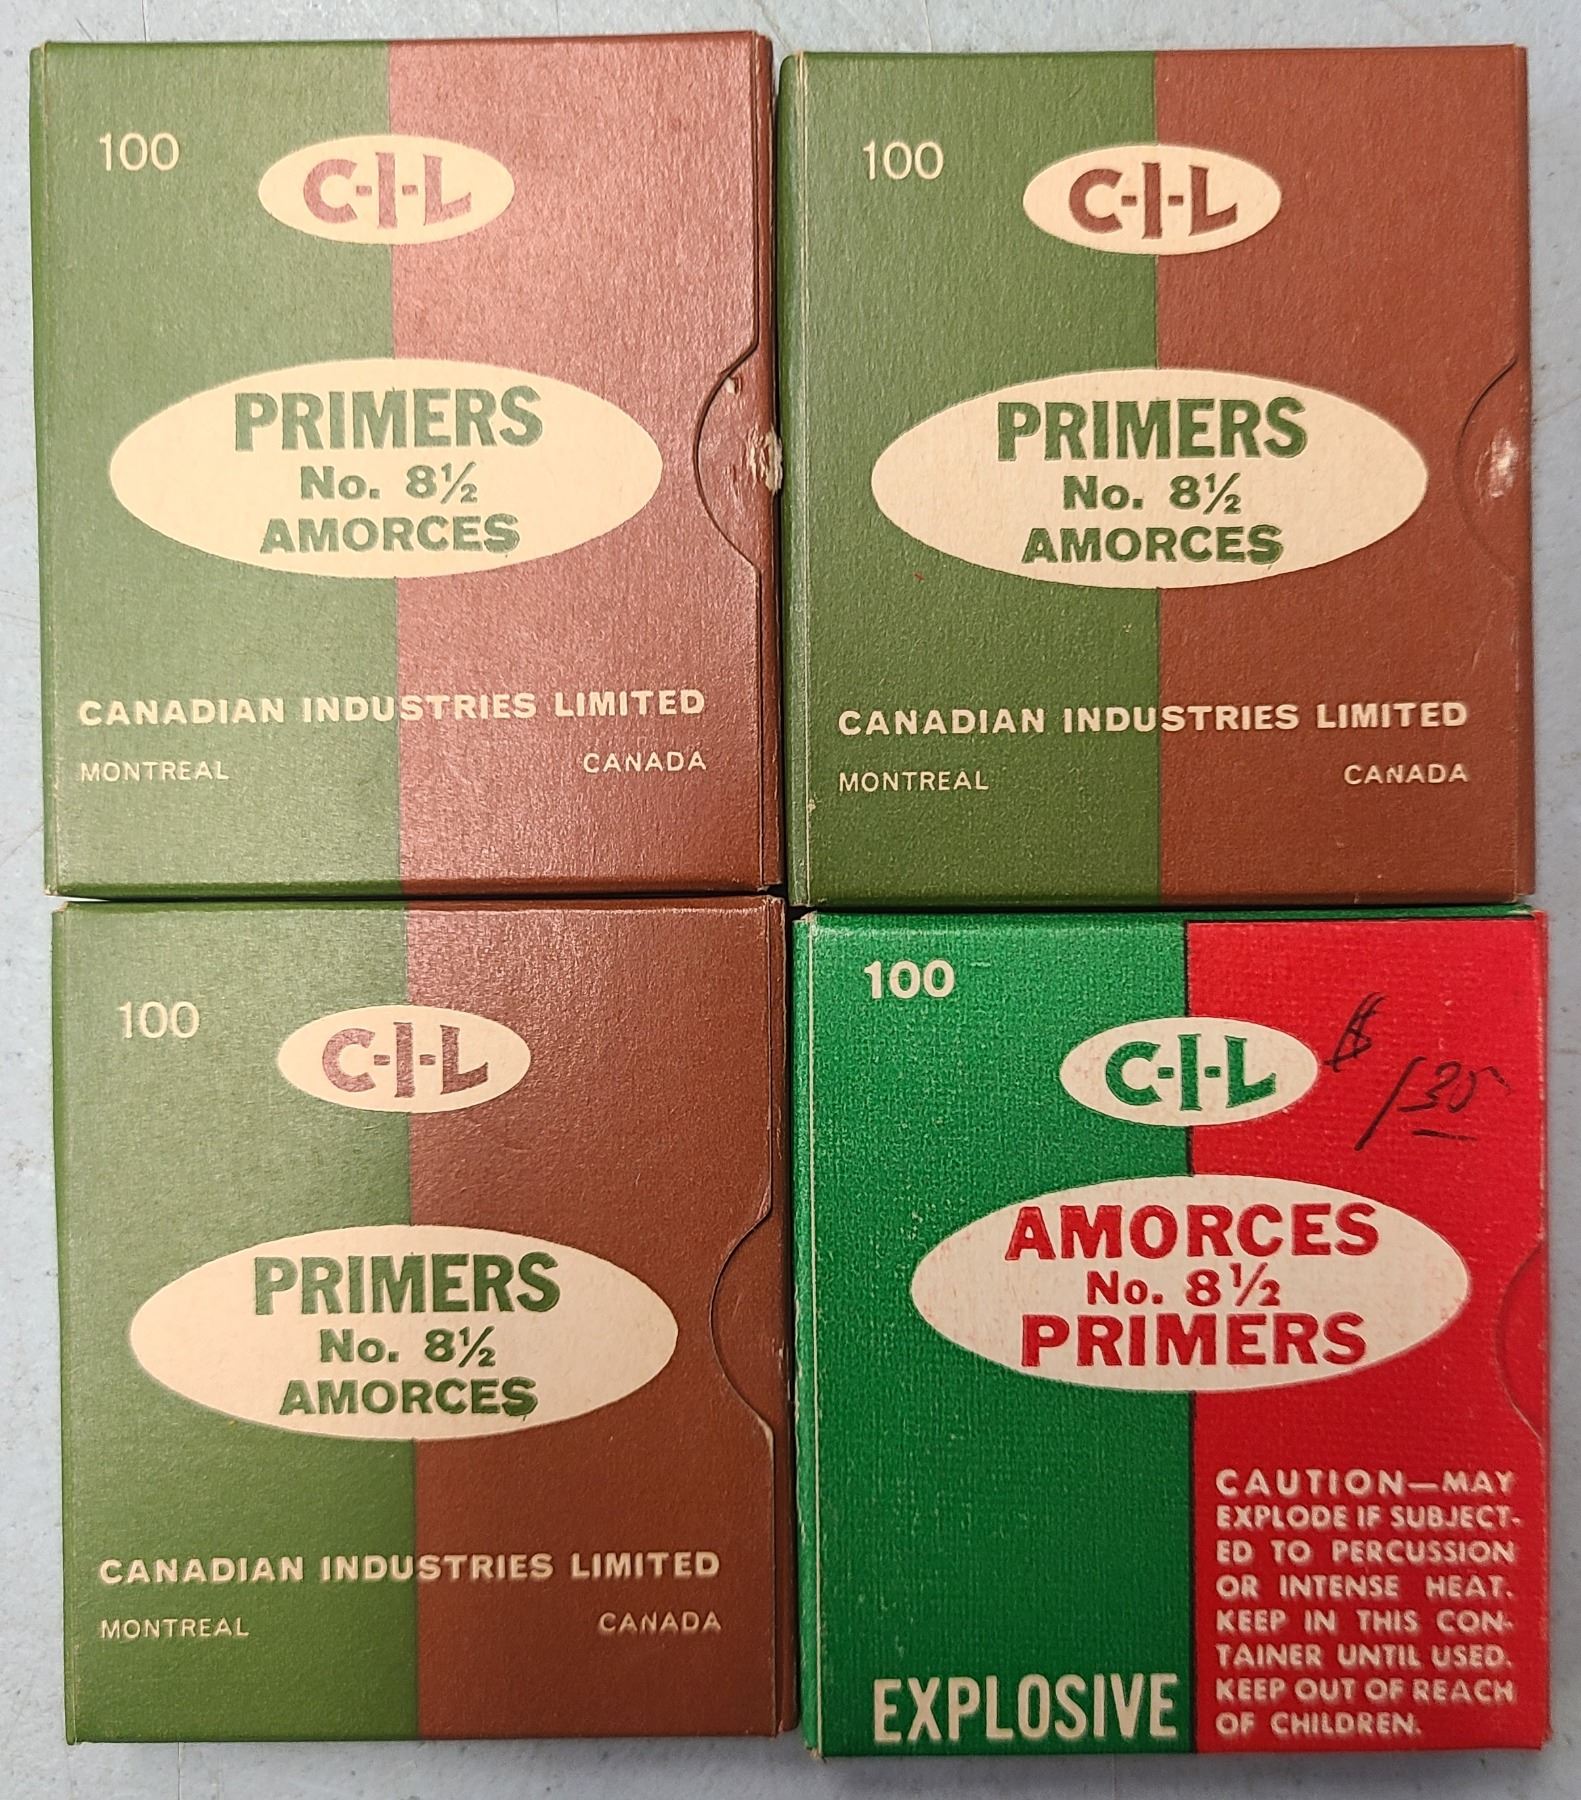 100
C-I-L
PRIMERS
No. 8½
AMORCES
CANADIAN INDUSTRIES LIMITED
MONTREAL CANADA
100
C-I-L
PRIMERS
No. 8½
AMORCES
CANADIAN INDUSTRIES LIMITED
MONTREAL CANADA
100
C-I-L
PRIMERS
No. 8½
AMORCES
CANADIAN INDUSTRIES LIMITED
MONTREAL CANADA
100
C-I-L
$
AMORCES
No. 8½
PRIMERS
CAUTION—MAY
EXPLODE IF SUBJECT-
ED TO PERCUSSION
OR INTENSE HEAT.
KEEP IN THIS CON-
TAINER UNTIL USED.
KEEP OUT OF REACH
OF CHILDREN.
EXPLOSIVE